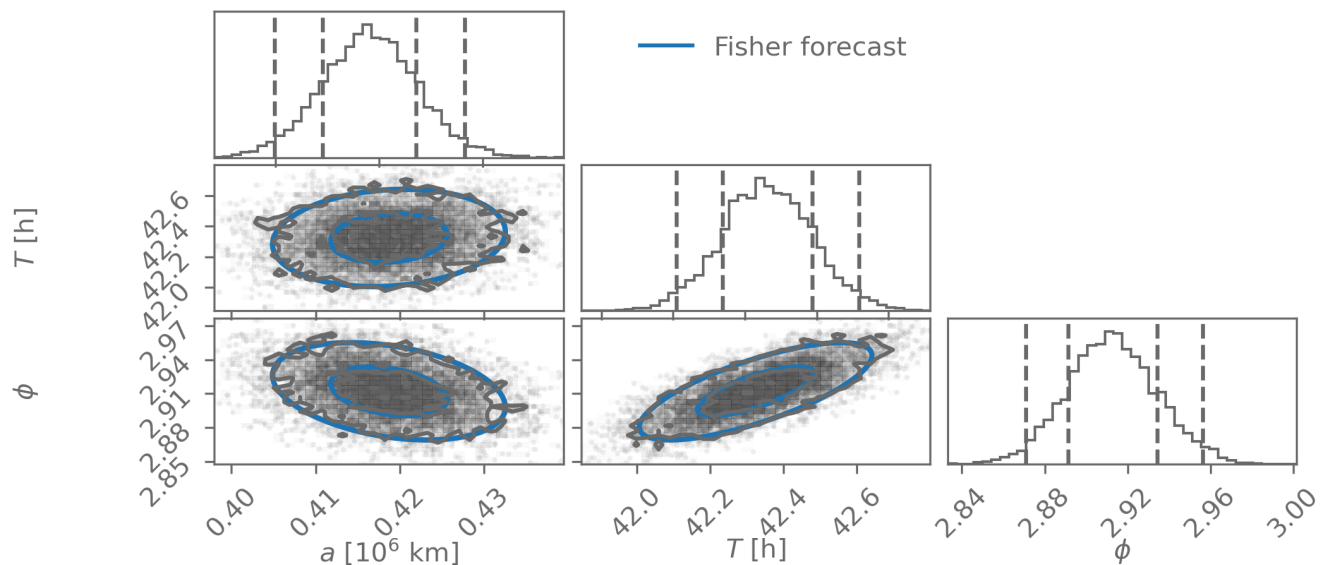 Fisher forecast
T [h]
42.6
42.4
42.2
42.0
ϕ
2.97
2.94
2.91
2.88
2.85
0.40 0.41 0.42 0.43
42.0 42.2 42.4 42.6
2.84 2.88 2.92 2.96 3.00
a [10⁶ km]
T [h]
ϕ